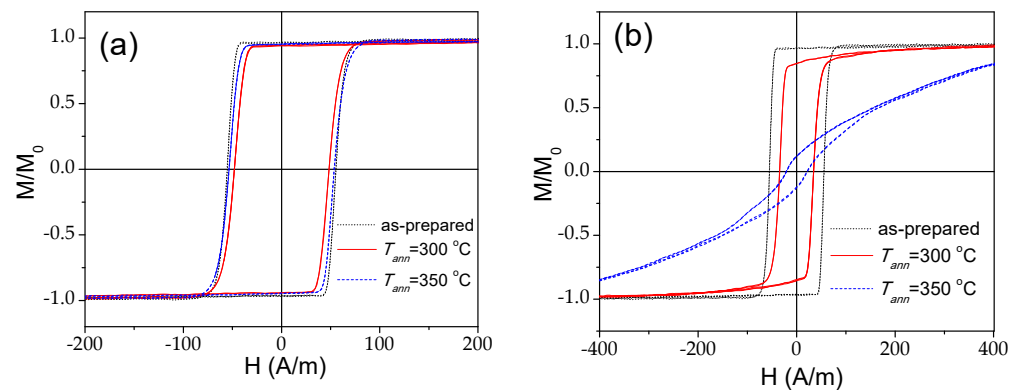 (a)
M/M0
1.0
0.5
0.0
-0.5
-1.0
as-prepared
Tann=300 °C
Tann=350 °C
-200 -100 0 100 200
H (A/m)
(b)
M/M0
1.0
0.5
0.0
-0.5
-1.0
as-prepared
Tann=300 °C
Tann=350 °C
-400 -200 0 200 400
H (A/m)